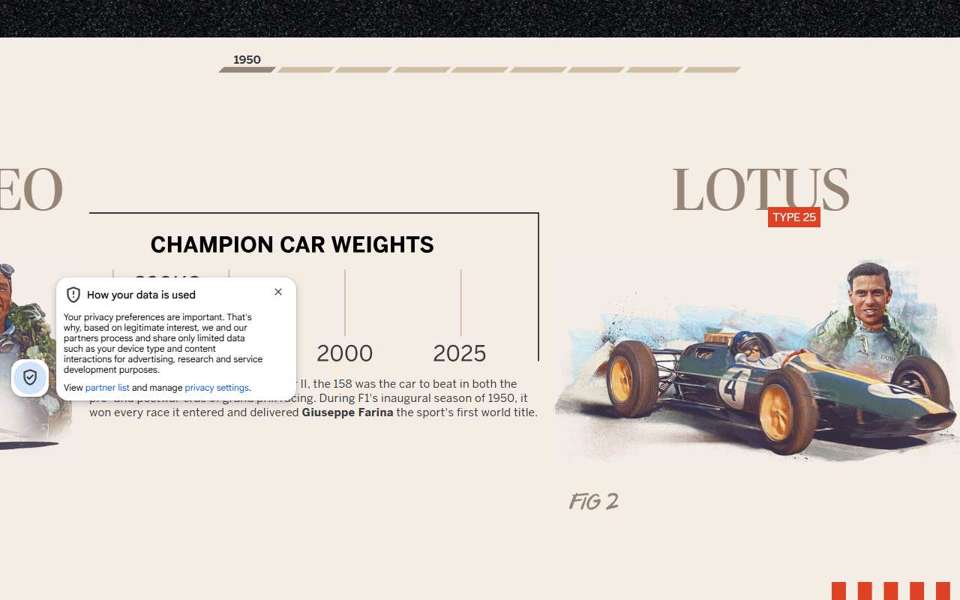 1950
EO
LOTUS
TYPE 25
CHAMPION CAR WEIGHTS
2000
2025
How your data is used
Your privacy preferences are important. That's
why, based on legitimate interest, we and our
partners process and share only limited data
such as your device type and content
interactions for advertising, research and service
development purposes.
View partner list and manage privacy settings.
II, the 158 was the car to beat in both the
racing. During F1's inaugural season of 1950, it
won every race it entered and delivered Giuseppe Farina the sport's first world title.
4
FIG 2